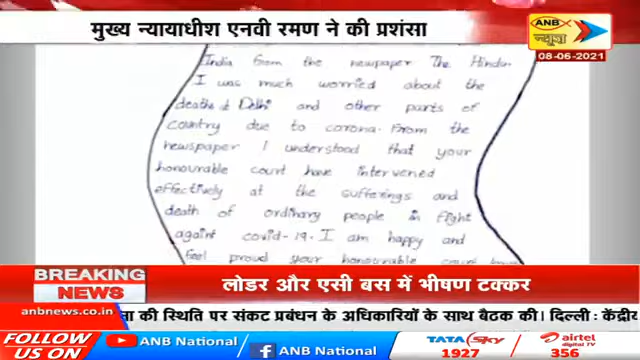 मुख्य न्यायाधीश एनवी रमण ने की प्रशंसा
ANB
न्यूज़
08-06-2021
India from the newspaper The Hindu.
I was much worried about the
deaths at Delhi and other parts of
country due to corona. From the
newspaper I understood that your
honourable court have intervened
effectively at the sufferings and
death of ordinary people in fight
againt covid-19. I am happy and
feel proud your honourable court
BREAKING
NEWS
लोडर और एसी बस में भीषण टक्कर
anbnews.co.in
की स्थिति पर संकट प्रबंधन के अधिकारियों के साथ बैठक की। दिल्ली: केंद्रीय
FOLLOW
US ON
ANB National
ANB National
TATA Sky
1927
airtel
digital TV
356